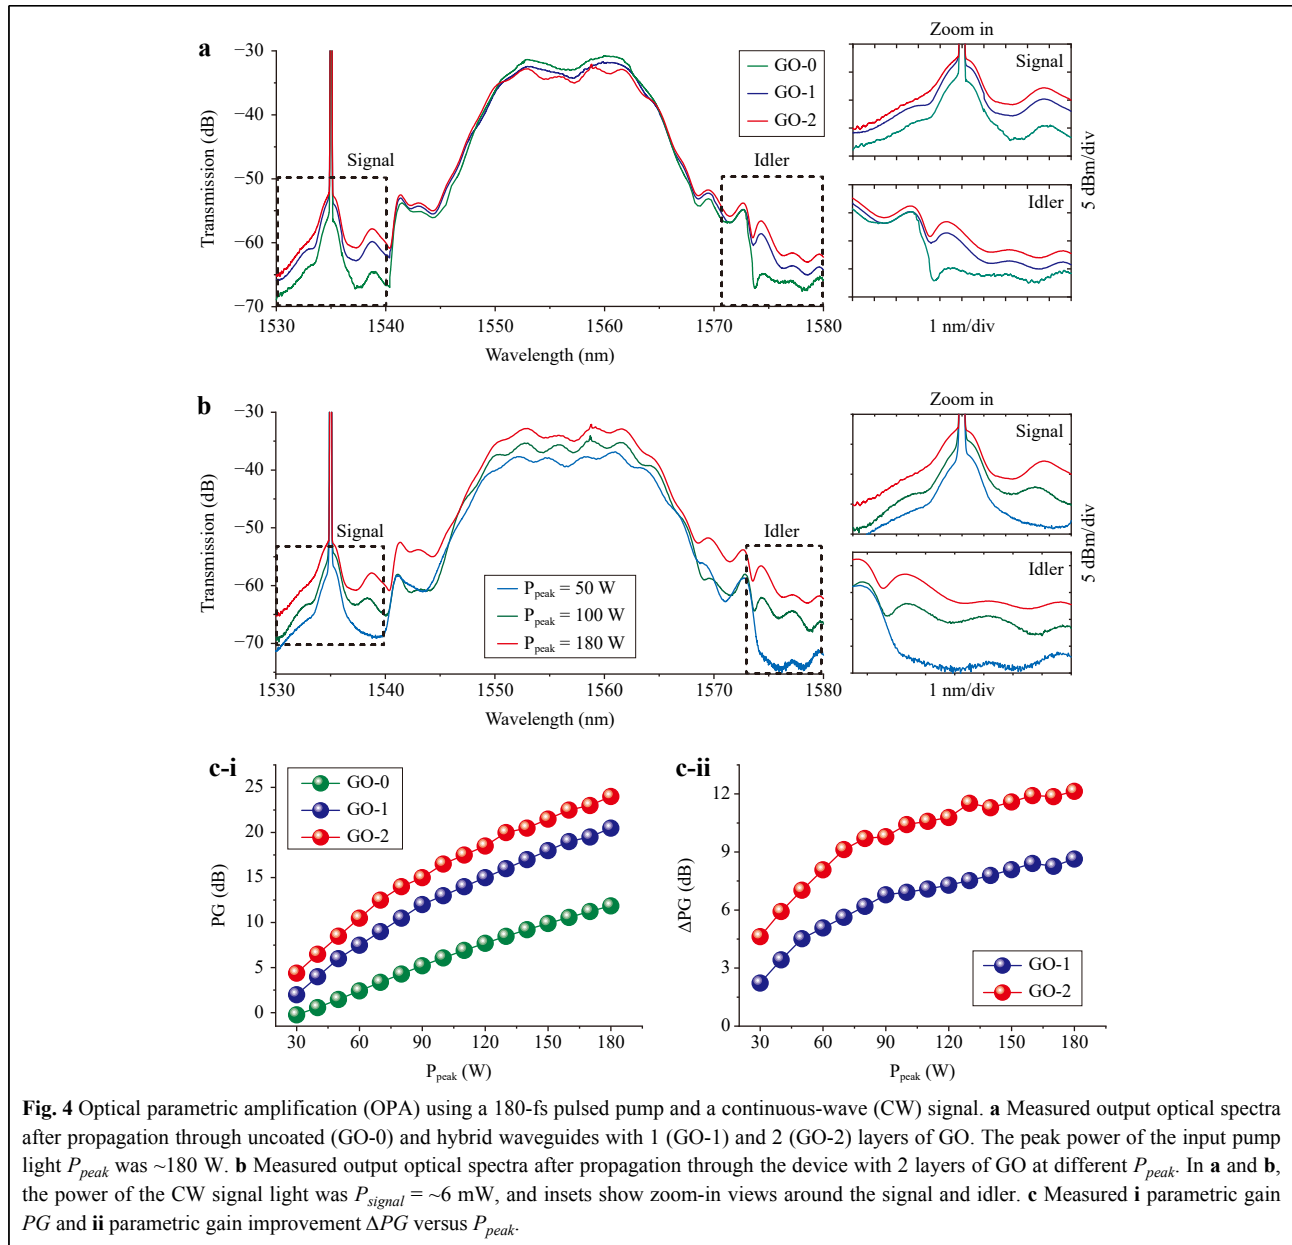 a
−30
−40
−50
−60
−70
Transmission (dB)
Signal
Idler
GO-0
GO-1
GO-2
1530
1540
1550
1560
1570
1580
Wavelength (nm)
Zoom in
Signal
Idler
5 dBm/div
1 nm/div
b
−30
−40
−50
−60
−70
Transmission (dB)
Signal
Idler
P_peak = 50 W
P_peak = 100 W
P_peak = 180 W
1530
1540
1550
1560
1570
1580
Wavelength (nm)
Zoom in
Signal
Idler
5 dBm/div
1 nm/div
c-i
25
20
15
10
5
0
PG (dB)
GO-0
GO-1
GO-2
30
60
90
120
150
180
P_peak (W)
c-ii
12
9
6
3
0
ΔPG (dB)
GO-1
GO-2
30
60
90
120
150
180
P_peak (W)
Fig. 4 Optical parametric amplification (OPA) using a 180-fs pulsed pump and a continuous-wave (CW) signal. a Measured output optical spectra
after propagation through uncoated (GO-0) and hybrid waveguides with 1 (GO-1) and 2 (GO-2) layers of GO. The peak power of the input pump
light P_peak was ~180 W. b Measured output optical spectra after propagation through the device with 2 layers of GO at different P_peak. In a and b,
the power of the CW signal light was P_signal = ~6 mW, and insets show zoom-in views around the signal and idler. c Measured i parametric gain
PG and ii parametric gain improvement ΔPG versus P_peak.